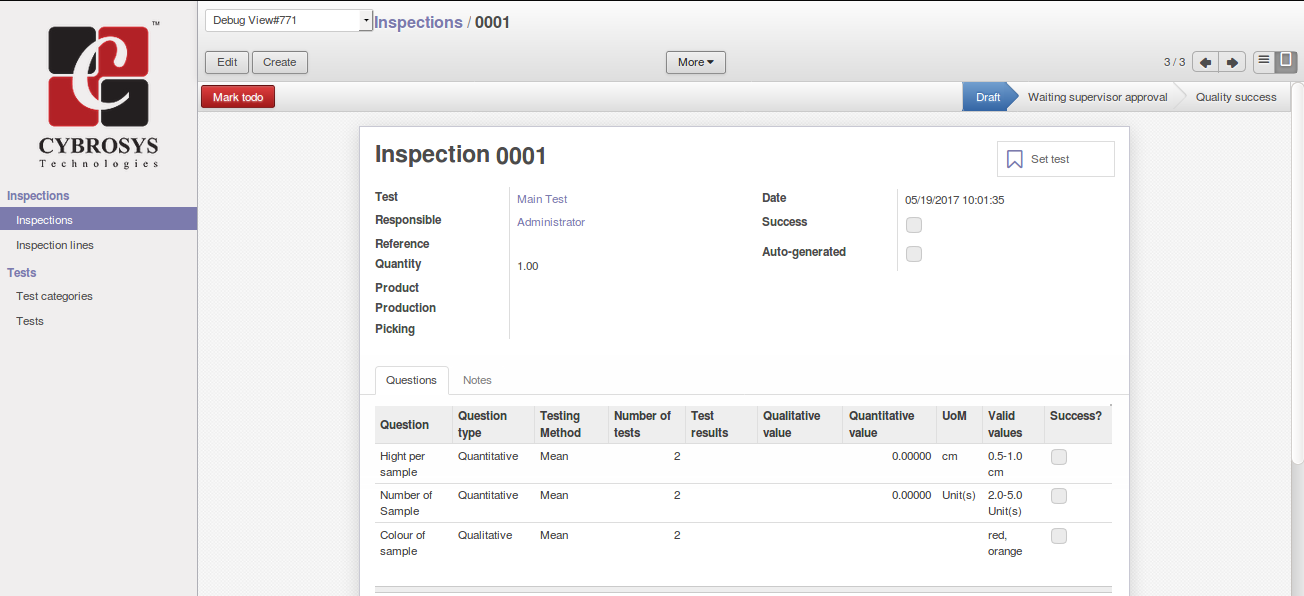 ™
CYBROSYS
Technologies
Inspections
Inspections
Inspection lines
Tests
Test categories
Tests
Debug View#771
Inspections / 0001
Edit
Create
More
3 / 3
Mark todo
Draft
Waiting supervisor approval
Quality success
Inspection 0001
Set test
Test Main Test
Responsible Administrator
Reference
Quantity 1.00
Product
Production
Picking
Date 05/19/2017 10:01:35
Success
Auto-generated
Questions
Notes
Question Question type Testing Method Number of tests Test results Qualitative value Quantitative value UoM Valid values Success?
Hight per sample Quantitative Mean 2 0.00000 cm 0.5-1.0 cm
Number of Sample Quantitative Mean 2 0.00000 Unit(s) 2.0-5.0 Unit(s)
Colour of sample Qualitative Mean 2 red, orange